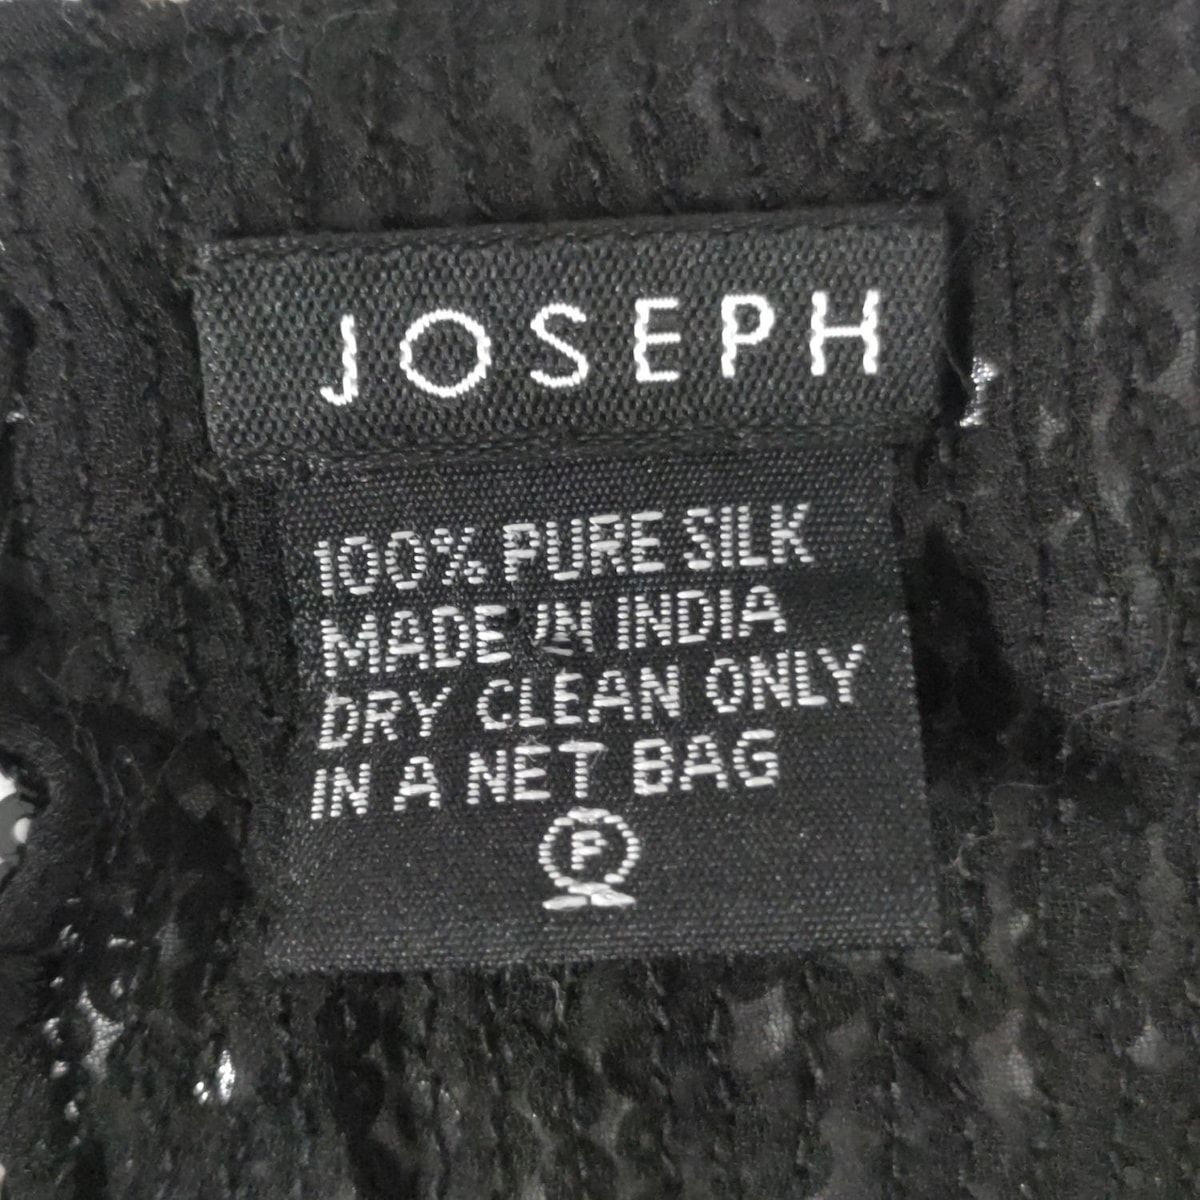 JOSEPH
100% PURE SILK
MADE IN INDIA
DRY CLEAN ONLY
IN A NET BAG
P